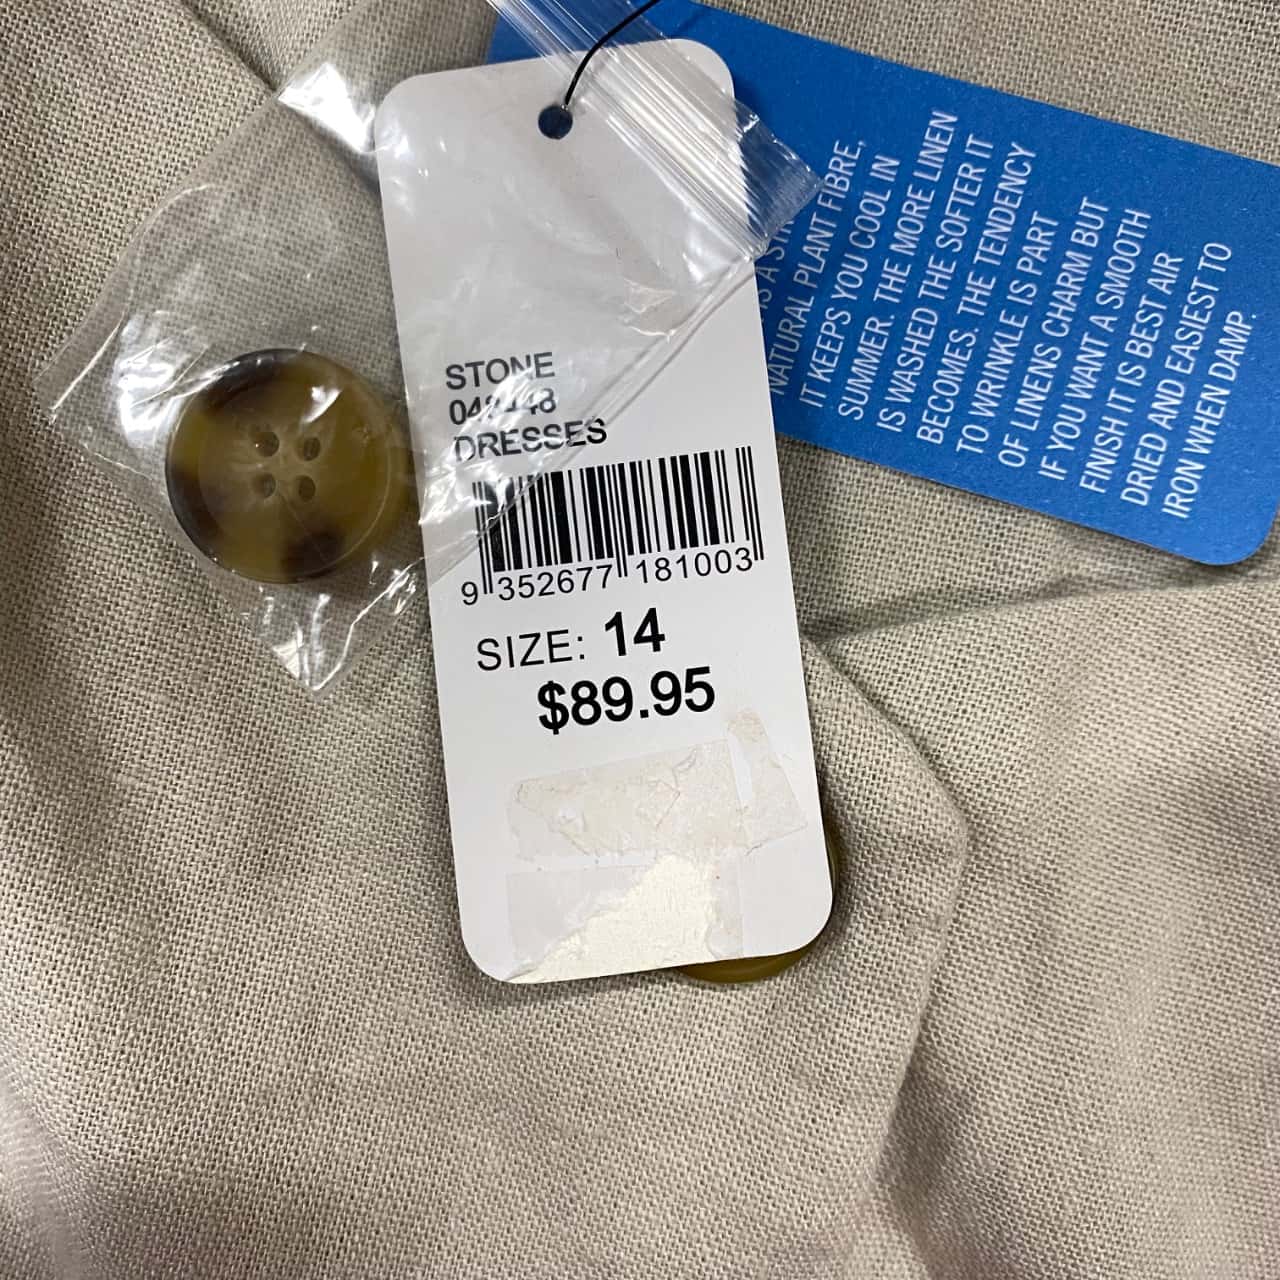 STONE
DRESSES
9 352677 181003
SIZE: 14
$89.95
IS A
NATURAL PLANT FIBRE,
IT KEEPS YOU COOL IN
SUMMER. THE MORE LINEN
IS WASHED THE SOFTER IT
BECOMES. THE TENDENCY
TO WRINKLE IS PART
OF LINENS CHARM BUT
IF YOU WANT A SMOOTH
FINISH IT IS BEST AIR
DRIED AND EASIEST TO
IRON WHEN DAMP.